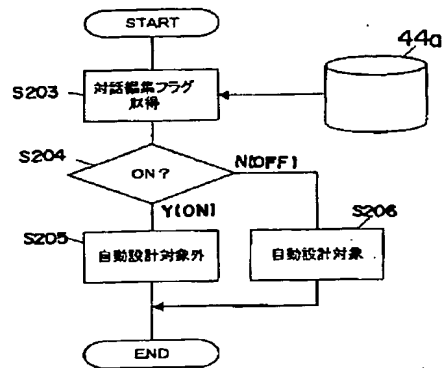 START
44a
S203
対話編集フラグ
取得
S204
ON?
N[OFF]
Y[ON]
S205
S206
自動設計対象外
自動設計対象
END